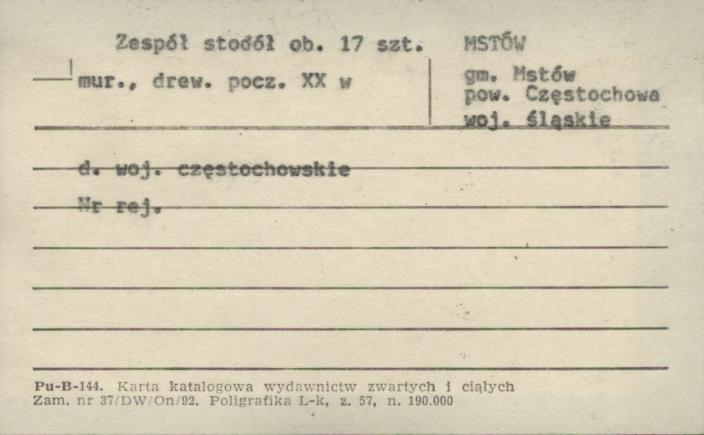 Zespół stodół ob. 17 szt.
mur., drew. pocz. XX w
MSTÓW
gm. Mstów
pow. Częstochowa
woj. śląskie
d. woj. częstochowskie
Nr rej.
Pu-B-144. Karta katalogowa wydawnictw zwartych i ciąłych
Zam. nr 37/DW/On/92. Poligrafika L-k, z. 57, n. 190.000